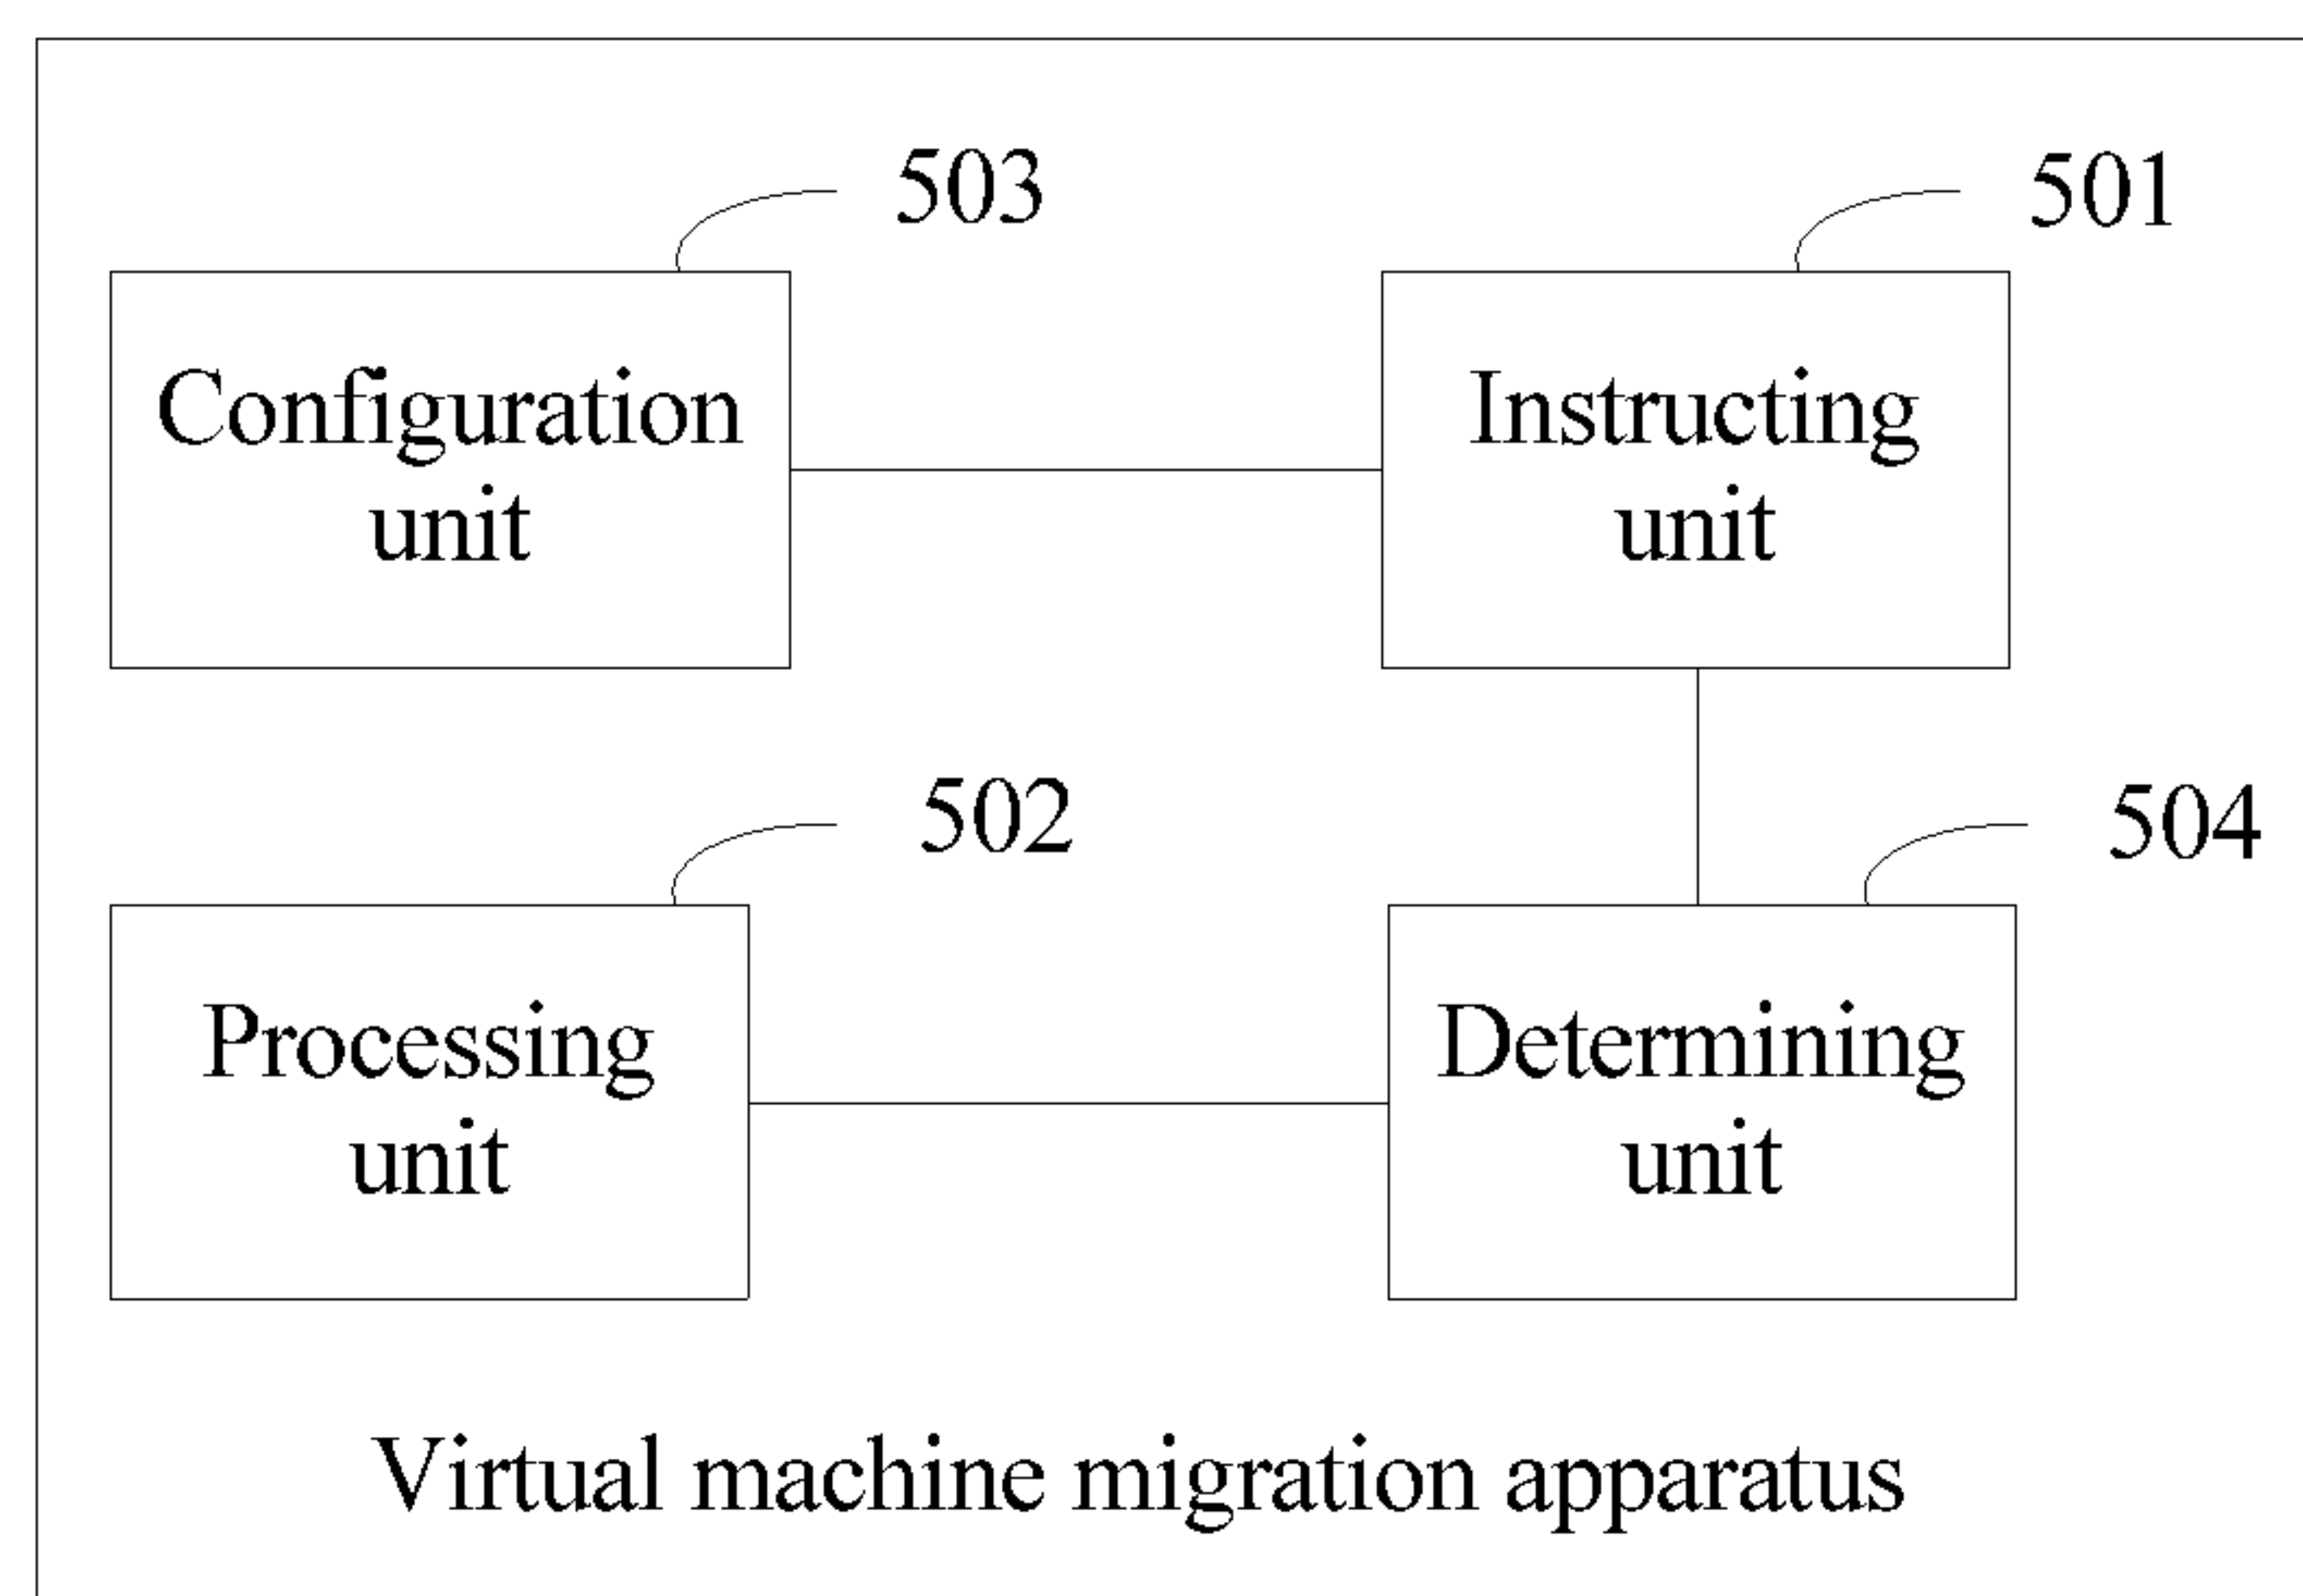 503
501
Configuration
unit
Instructing
unit
502
504
Processing
unit
Determining
unit
Virtual machine migration apparatus